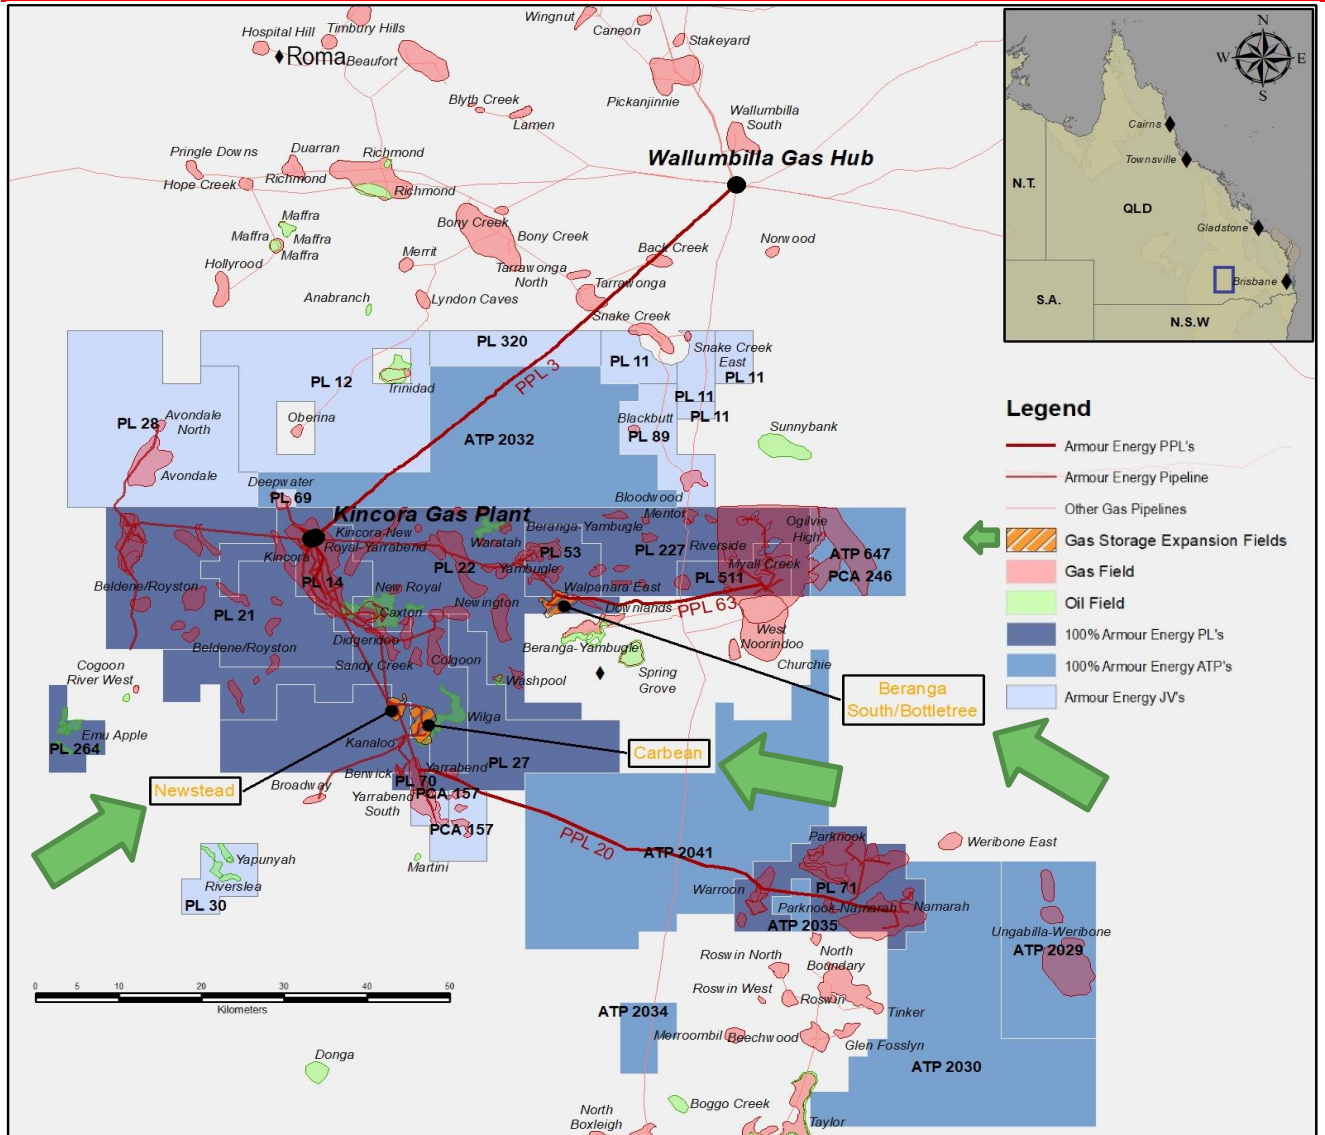 Wingnut
Caneon
Stakeyard
Hospital Hill
Timbury Hills
Roma
Beaufort
Pickanjinnie
Blyth Creek
Lamen
Wallumbilla
South
Wallumbilla Gas Hub
Pringle Downs
Duarran
Richmond
Hope Creek
Richmond
Richmond
Maffra
Maffra
Maffra
Maffra
Hollyrood
Bony Creek
Bony Creek
Merrit
Back Creek
Norwood
Tarrawonga
North
Tarrawonga
Anabranch
Lyndon Caves
Snake Creek
Snake Creek
East
PL 320
PL 11
PL 11
PL 11
PL 11
PL 12
Trinidad
PPL 3
Oberina
PL 28
Avondale
North
Avondale
ATP 2032
Blackbutt
PL 89
Sunnybank
Deepwater
PL 69
Bloodwood
Mentor
Kincora Gas Plant
Kincora-New
Royal-Yarrabend
Kincora
Waratah
Beranga-Yambugle
Ogilvie
High
PL 53
PL 227
Riverside
ATP 647
PCA 246
PL 22
Yambugle
Myall Creek
PL 14
PL 511
Beldene/Royston
New Royal
Walpanara East
PL 21
Caxton
Newington
Downlands
PPL 63
Didgeridoo
Beldene/Royston
Sandy Creek
Colgoon
Beranga-Yambugle
West
Noorindoo
Churchie
Cogoon
River West
Washpool
Spring
Grove
Beranga
South/Bottletree
Wilga
Emu Apple
PL 264
Kanaloo
Carbean
Newstead
Broadway
Berwick
Yarrabend
PL 27
PL 70
PCA 157
Yarrabend
South
PCA 157
PPL 20
Martini
Yapunyah
Riverslea
PL 30
ATP 2041
Parknook
Weribone East
Warroon
PL 71
Parknook-Namarah
Namarah
ATP 2035
Ungabilla-Weribone
ATP 2029
Roswin North
North
Boundary
Roswin West
Roswin
Tinker
ATP 2034
Merroombil
Beechwood
Glen Fosslyn
ATP 2030
Donga
Boggo Creek
North
Boxleigh
Taylor
0 5 10 20 30 40 50
Kilometers
N
W
E
S
Cairns
Townsville
N.T.
QLD
Gladstone
Brisbane
S.A.
N.S.W
Legend
Armour Energy PPL's
Armour Energy Pipeline
Other Gas Pipelines
Gas Storage Expansion Fields
Gas Field
Oil Field
100% Armour Energy PL's
100% Armour Energy ATP's
Armour Energy JV's